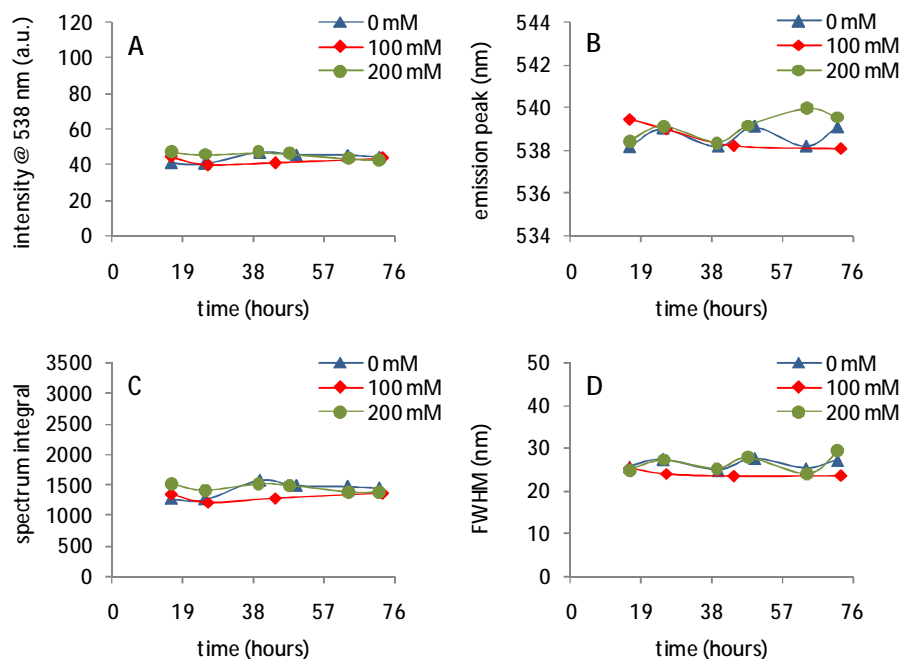 A
intensity @ 538 nm (a.u.)
120
100
80
60
40
20
0
0 19 38 57 76
time (hours)
0 mM
100 mM
200 mM
B
emission peak (nm)
544
542
540
538
536
534
0 19 38 57 76
time (hours)
0 mM
100 mM
200 mM
C
spectrum integral
3500
3000
2500
2000
1500
1000
500
0
0 19 38 57 76
time (hours)
0 mM
100 mM
200 mM
D
FWHM (nm)
50
40
30
20
10
0
0 19 38 57 76
time (hours)
0 mM
100 mM
200 mM